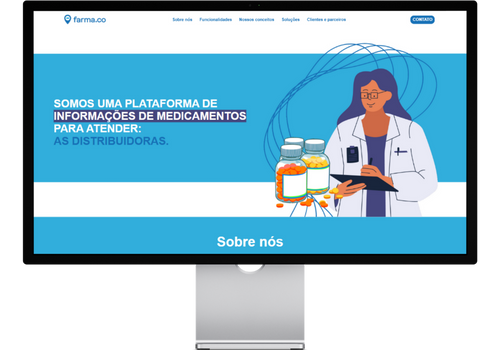 farma.co
Sobre nós Funcionalidades Nossos conceitos Soluções Clientes e parceiros CONTATO
SOMOS UMA PLATAFORMA DE
INFORMAÇÕES DE MEDICAMENTOS
PARA ATENDER:
AS DISTRIBUIDORAS.
Sobre nós